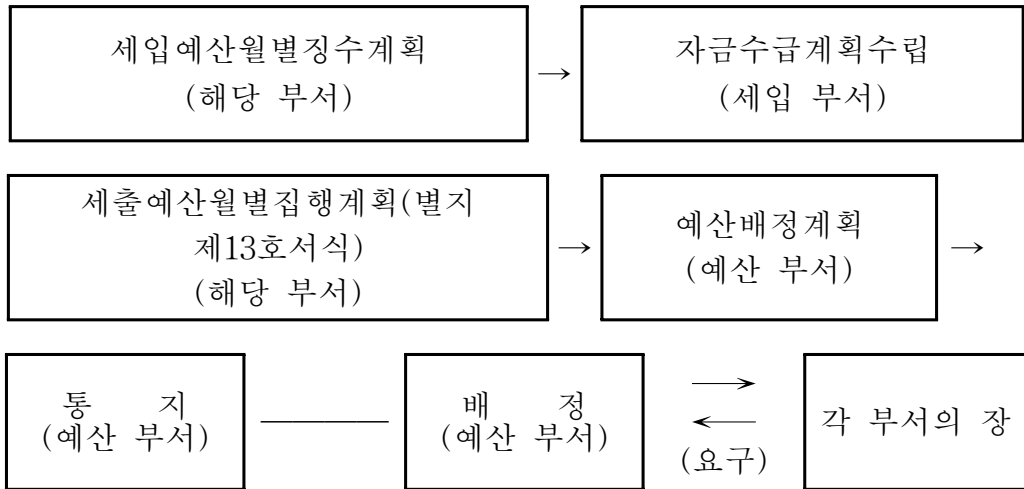 세입예산월별징수계획
(해당 부서)
→
자금수급계획수립
(세입 부서)
세출예산월별집행계획(별지
제13호서식)
(해당 부서)
→
예산배정계획
(예산 부서)
→
통 지
(예산 부서)
배 정
(예산 부서)
→
←
(요구)
각 부서의 장